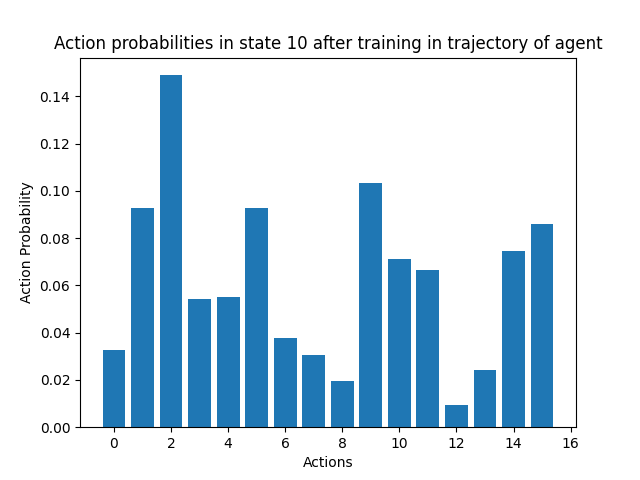 Action probabilities in state 10 after training in trajectory of agent
0.14
0.12
0.10
0.08
0.06
0.04
0.02
0.00
Action Probability
0 2 4 6 8 10 12 14 16
Actions